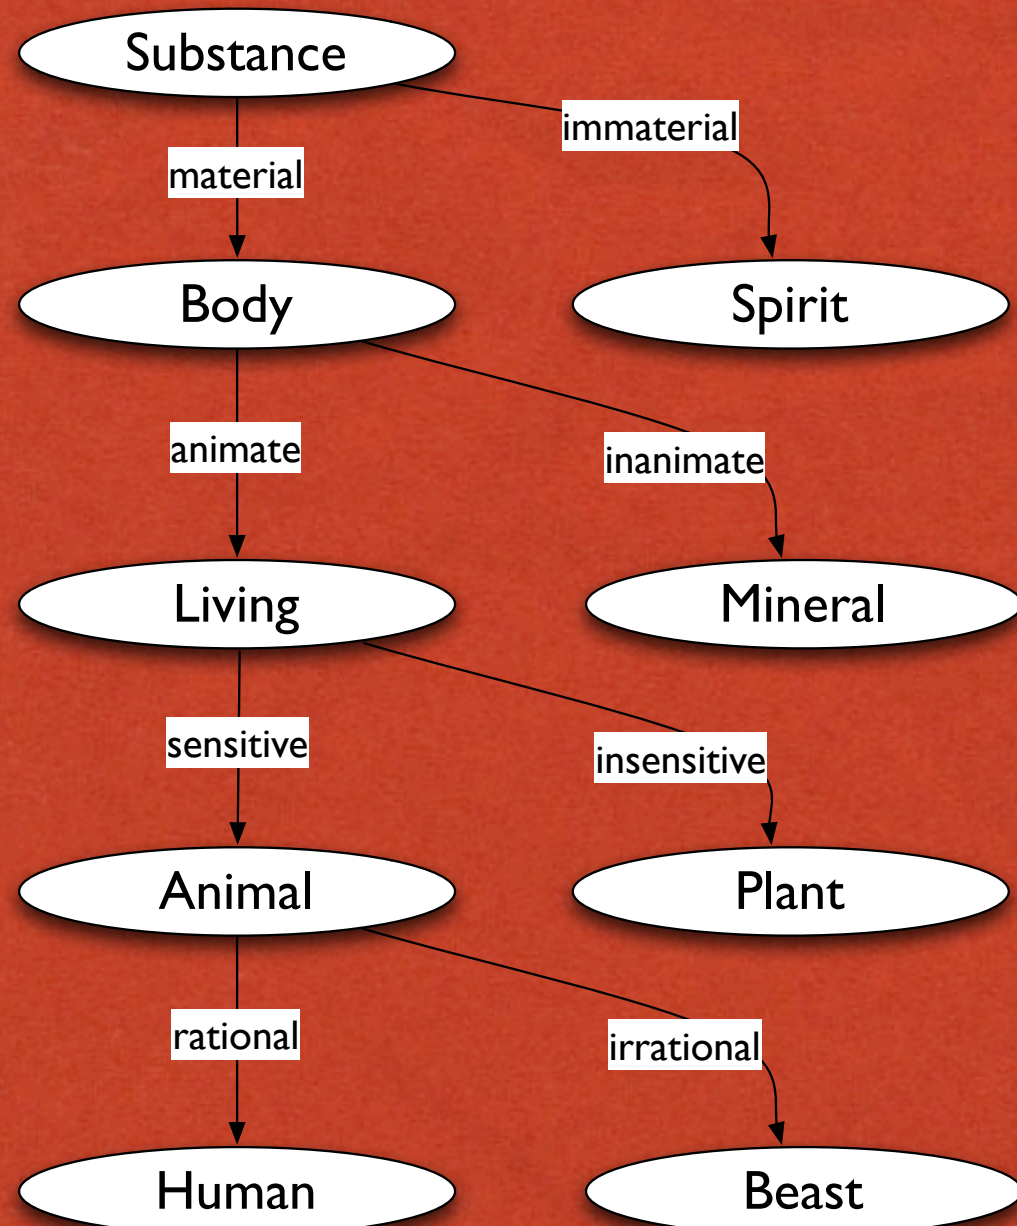 Substance
immaterial
material
Body
Spirit
animate
inanimate
Living
Mineral
sensitive
insensitive
Animal
Plant
rational
irrational
Human
Beast